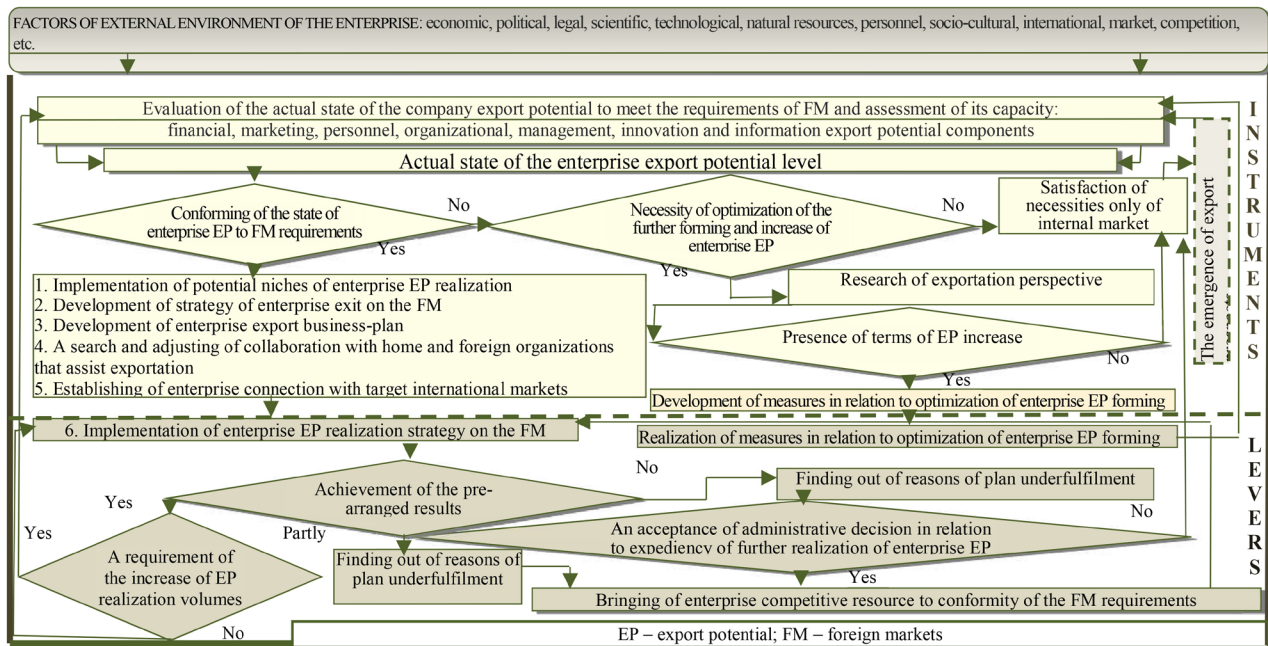 FACTORS OF EXTERNAL ENVIRONMENT OF THE ENTERPRISE: economic, political, legal, scientific, technological, natural resources, personnel, socio-cultural, international, market, competition,
etc.
Evaluation of the actual state of the company export potential to meet the requirements of FM and assessment of its capacity:
financial, marketing, personnel, organizational, management, innovation and information export potential components
Actual state of the enterprise export potential level
Conforming of the state of
enterprise EP to FM requirements
No
Yes
Necessity of optimization of the
further forming and increase of
enterprise EP
No
Yes
Satisfaction of
necessities only of
internal market
The emergence of export
INSTRUMENTS
1. Implementation of potential niches of enterprise EP realization
2. Development of strategy of enterprise exit on the FM
3. Development of enterprise export business-plan
4. A search and adjusting of collaboration with home and foreign organizations
that assist exportation
5. Establishing of enterprise connection with target international markets
Research of exportation perspective
Presence of terms of EP increase
No
Yes
Development of measures in relation to optimization of enterprise EP forming
6. Implementation of enterprise EP realization strategy on the FM
Realization of measures in relation to optimization of enterprise EP forming
LEVERS
Achievement of the pre-
arranged results
No
Yes
Partly
Finding out of reasons of plan underfulfilment
An acceptance of administrative decision in relation
to expediency of further realization of enterprise EP
No
Yes
Yes
A requirement of
the increase of EP
realization volumes
No
Finding out of reasons of
plan underfulfilment
Bringing of enterprise competitive resource to conformity of the FM requirements
EP – export potential; FM – foreign markets